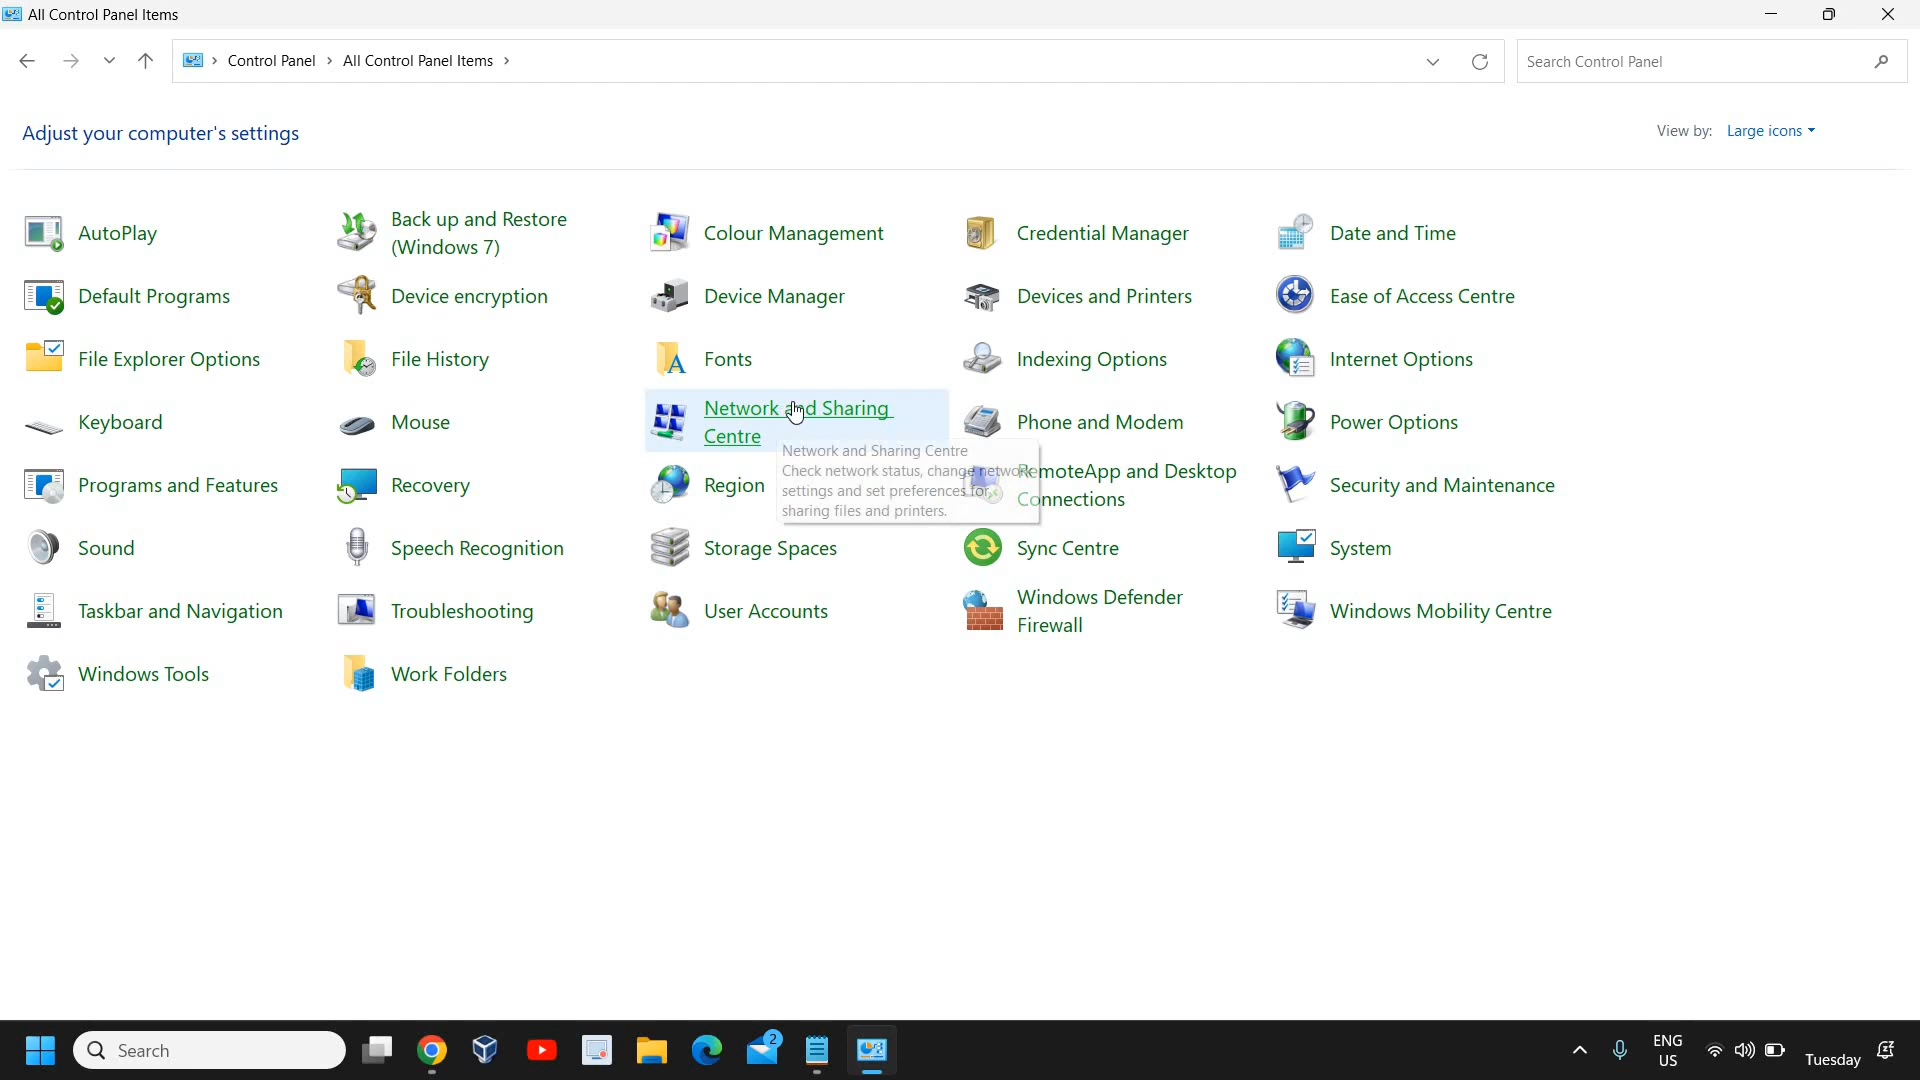 All Control Panel Items
Control Panel > All Control Panel Items >
Search Control Panel
Adjust your computer's settings
View by: Large icons
AutoPlay
Back up and Restore
(Windows 7)
Colour Management
Credential Manager
Date and Time
Default Programs
Device encryption
Device Manager
Devices and Printers
Ease of Access Centre
File Explorer Options
File History
Fonts
Indexing Options
Internet Options
Keyboard
Mouse
Network and Sharing
Centre
Phone and Modem
Power Options
Network and Sharing Centre
Check network status, change network
settings and set preferences for
sharing files and printers.
Programs and Features
Recovery
Region
RemoteApp and Desktop
Connections
Security and Maintenance
Sound
Speech Recognition
Storage Spaces
Sync Centre
System
Taskbar and Navigation
Troubleshooting
User Accounts
Windows Defender
Firewall
Windows Mobility Centre
Windows Tools
Work Folders
Search
2
ENG
US
Tuesday